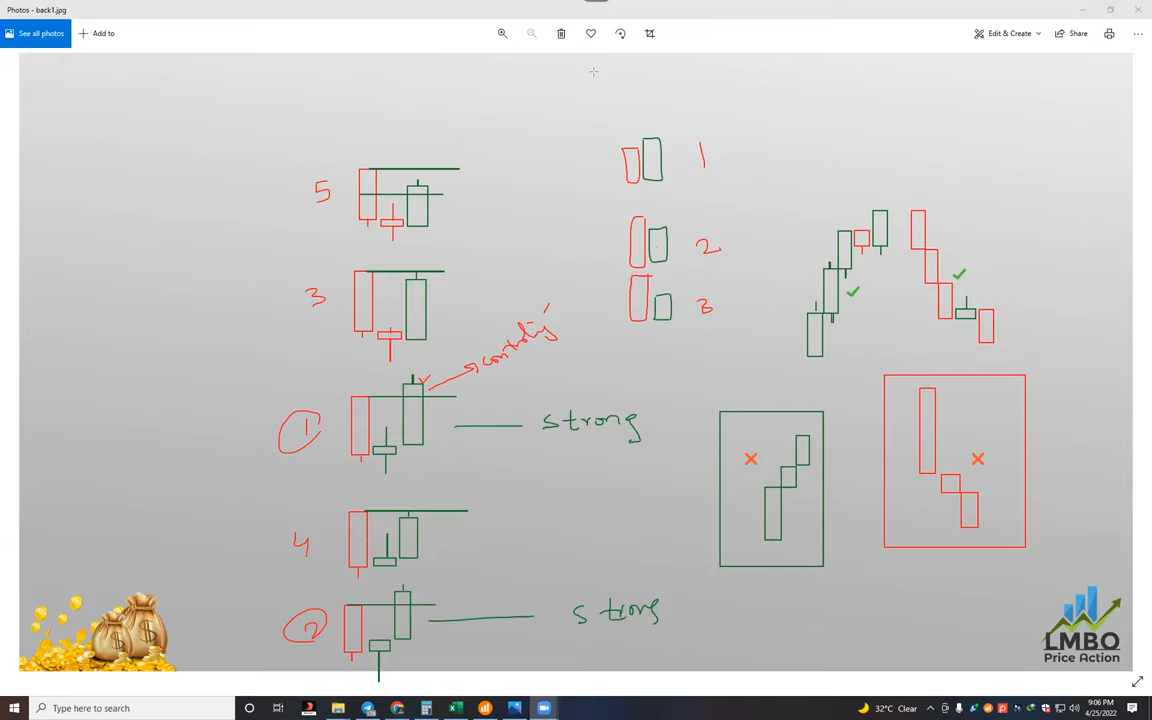 Photos - back1.jpg
See all photos
Add to
Edit & Create
Share
1
5
2
3
3
1
strong
4
2
strong
LMBO
Price Action
Type here to search
32°C Clear
9:06 PM
4/25/2022